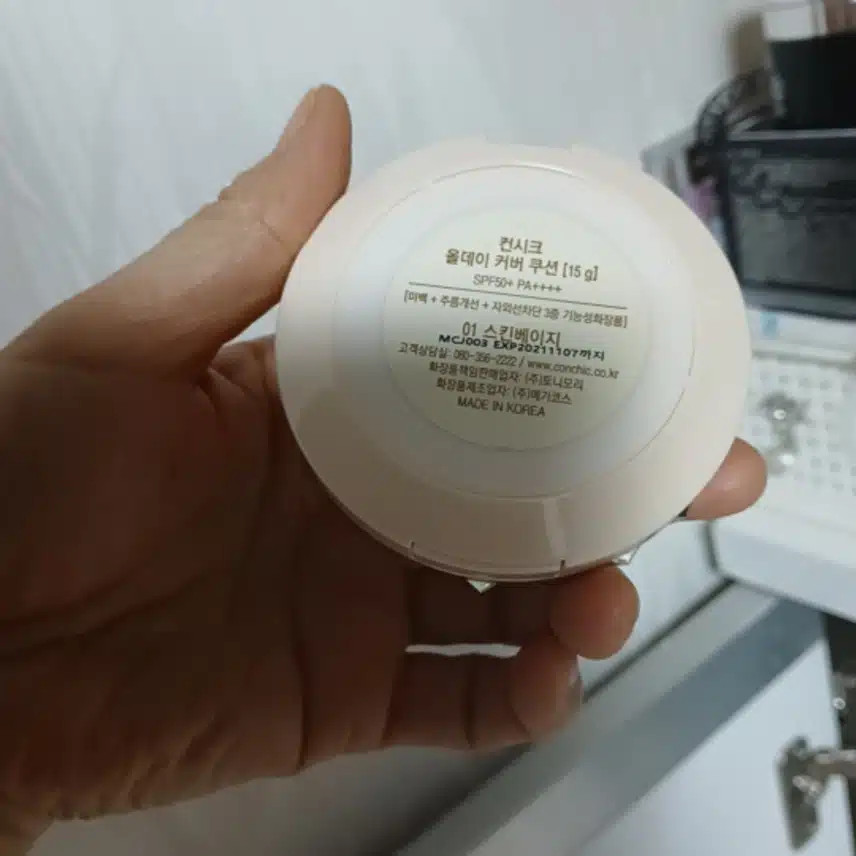 컨시크
올데이 커버 쿠션 [15 g]
SPF50+ PA++++
[미백 + 주름개선 + 자외선차단 3중 기능성화장품]
01 스킨베이지
MCJ003 EXP20211107까지
고객상담실: 080-356-2222 / www.conchic.co.kr
화장품책임판매업자: (주)토니모리
화장품제조업자: (주)메가코스
MADE IN KOREA